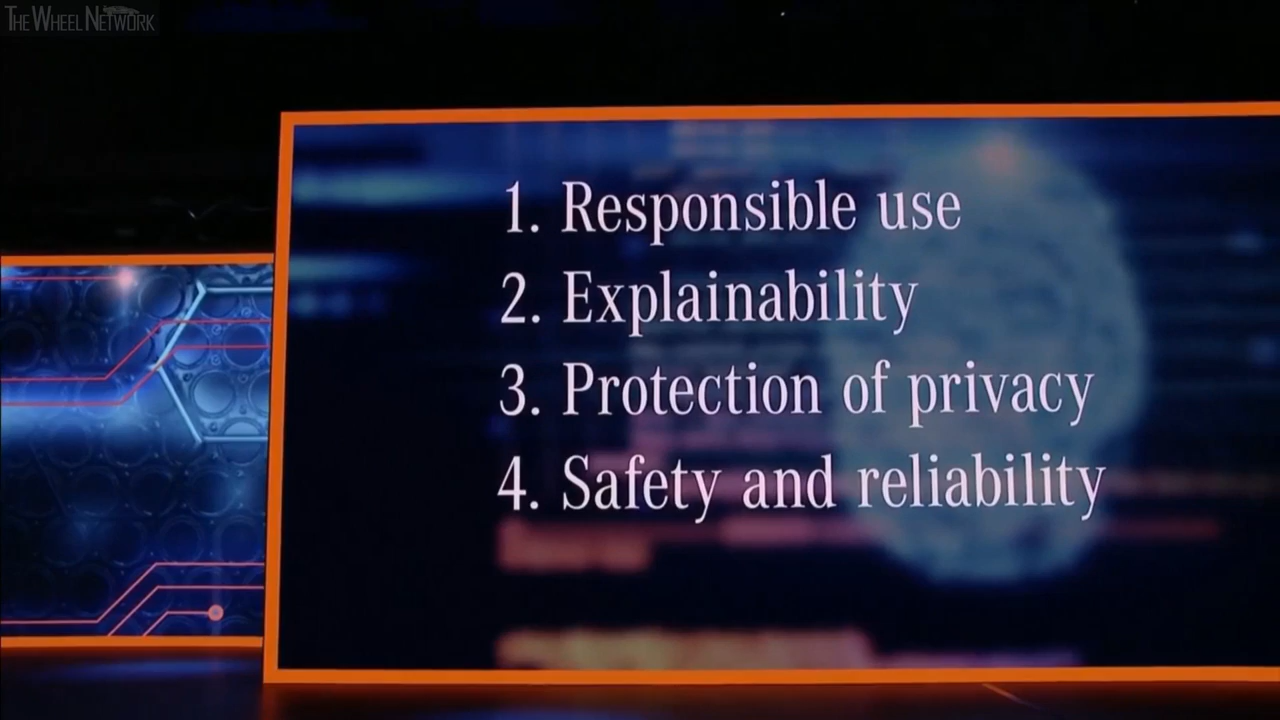 THE WHEEL NETWORK
1. Responsible use
2. Explainability
3. Protection of privacy
4. Safety and reliability